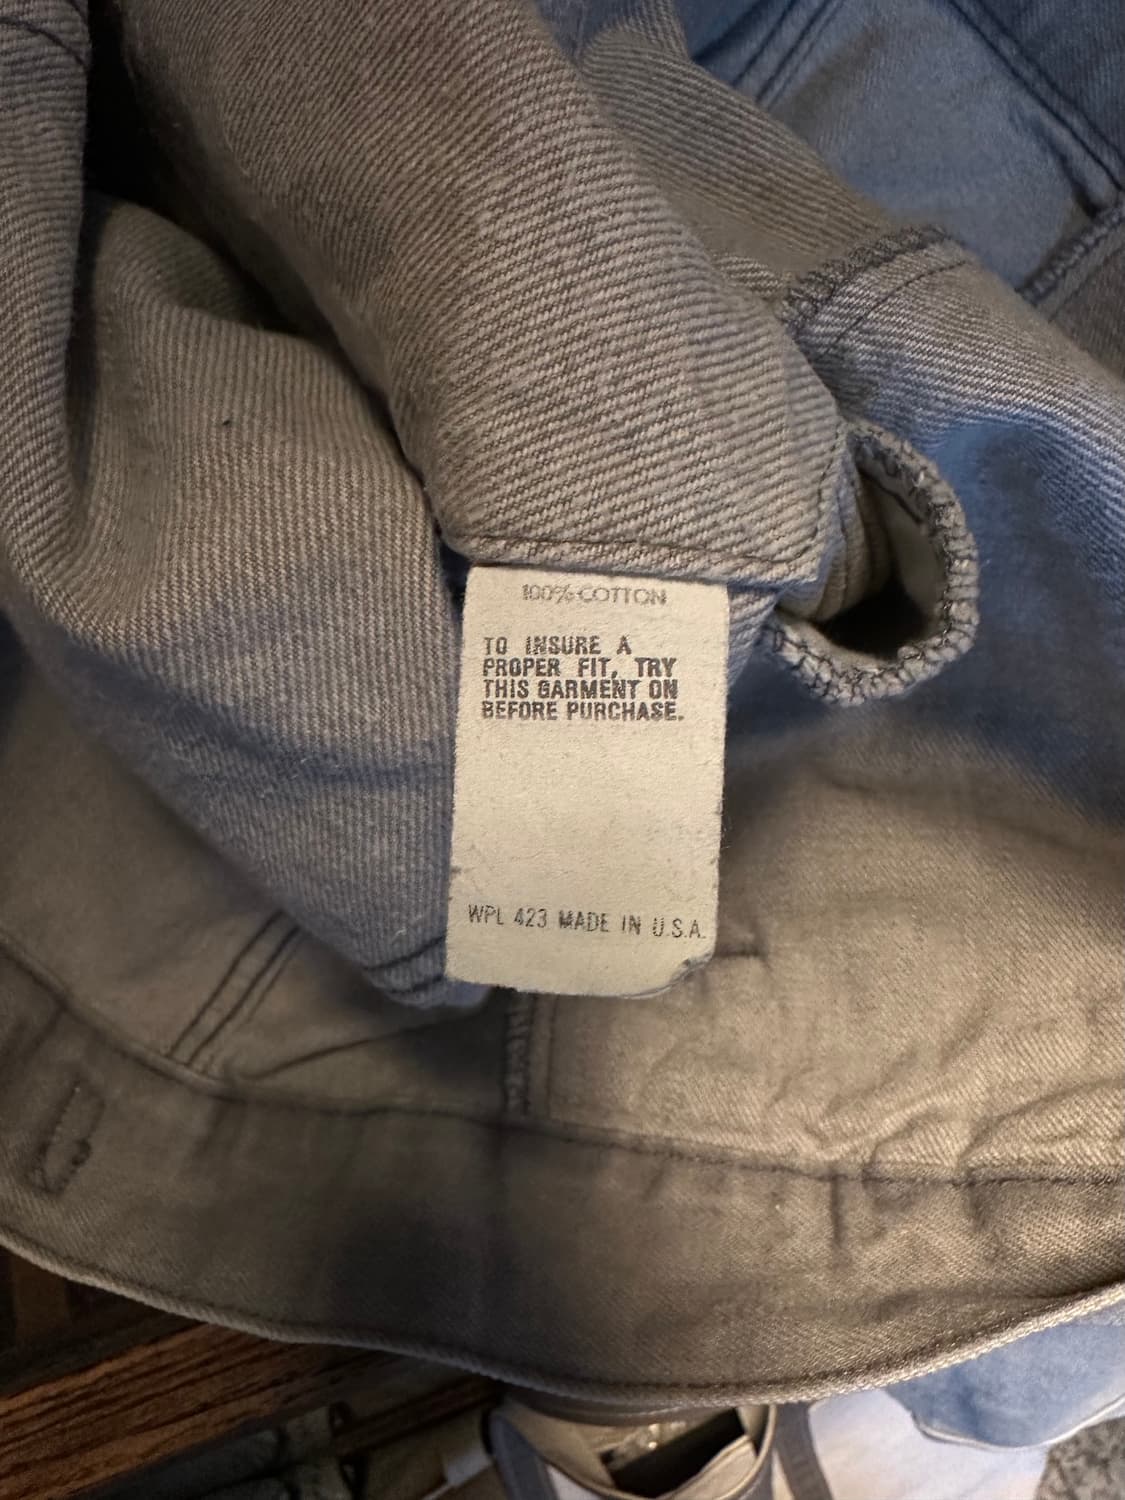 100% COTTON
TO INSURE A
PROPER FIT, TRY
THIS GARMENT ON
BEFORE PURCHASE.
WPL 423 MADE IN U.S.A.